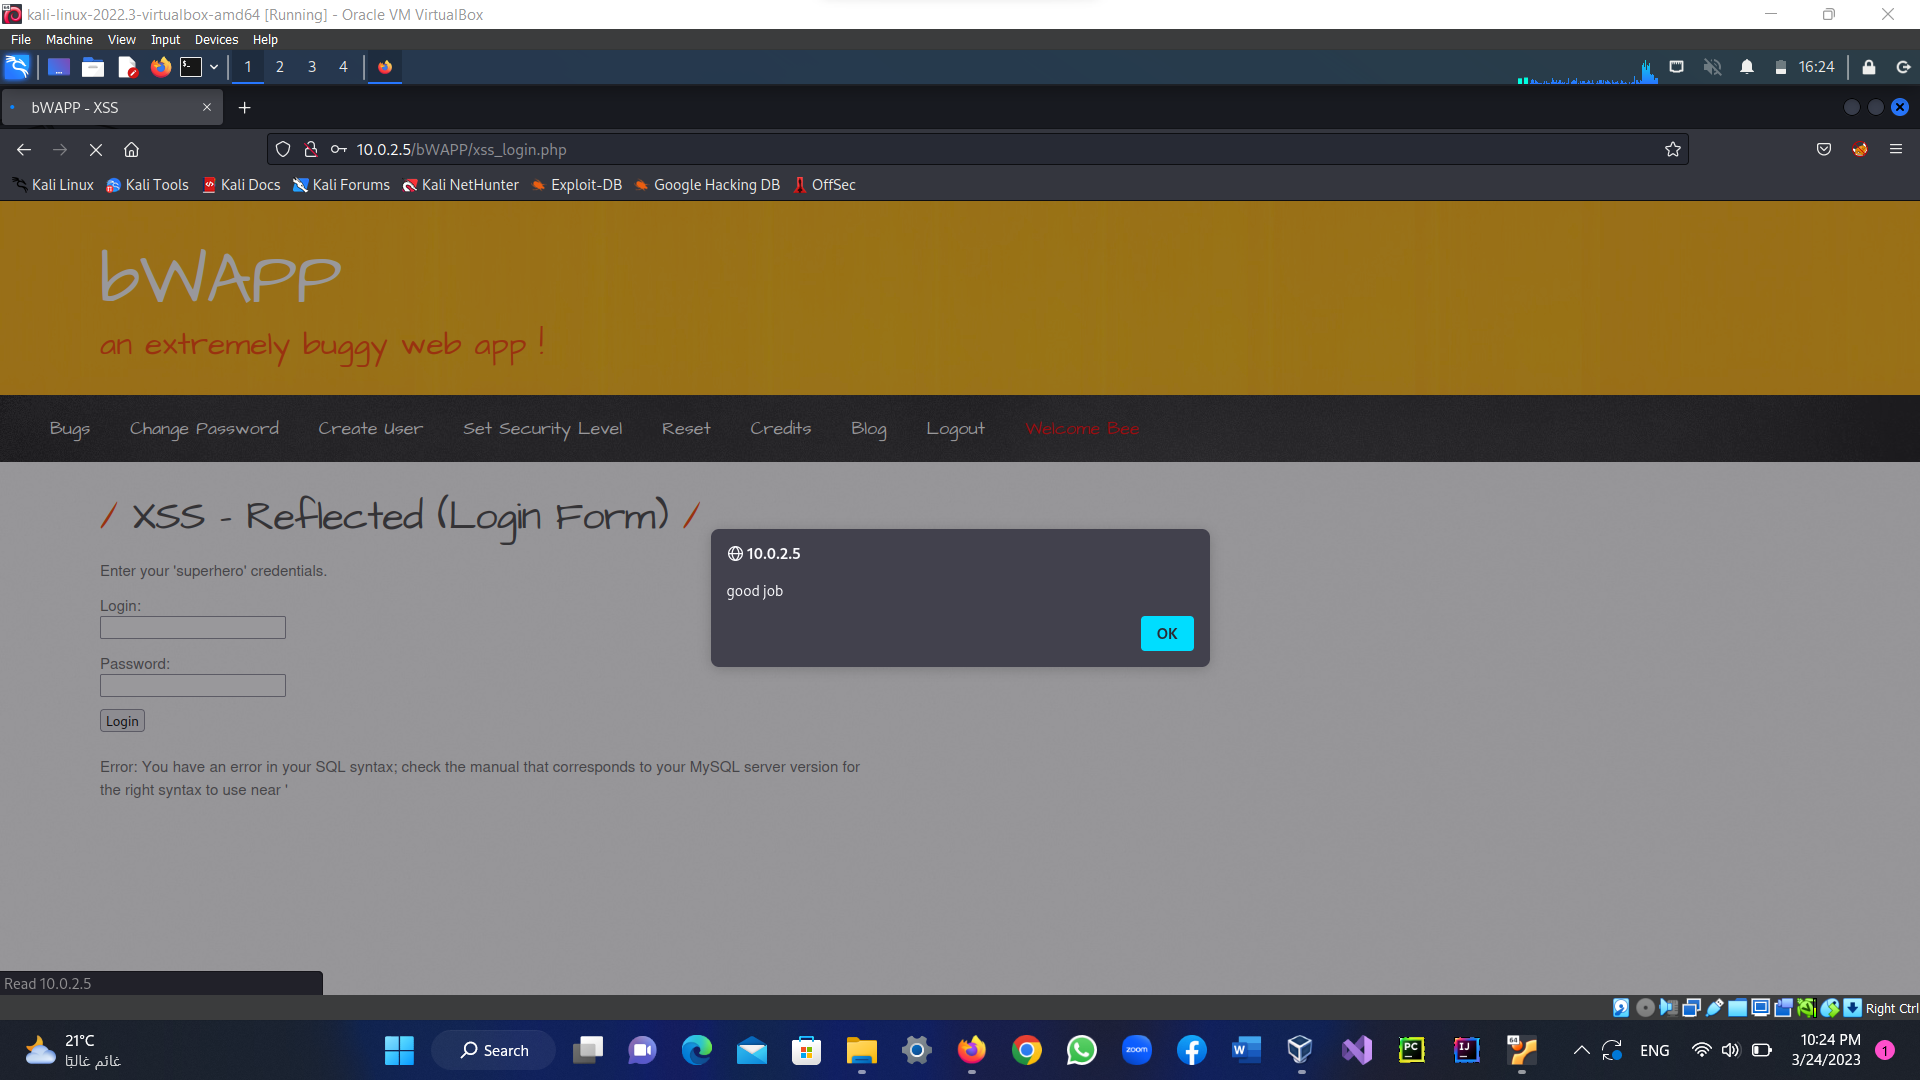 kali-linux-2022.3-virtualbox-amd64 [Running] - Oracle VM VirtualBox
File Machine View Input Devices Help
1 2 3 4 16:24
bWAPP - XSS
10.0.2.5/bWAPP/xss_login.php
Kali Linux Kali Tools Kali Docs Kali Forums Kali NetHunter Exploit-DB Google Hacking DB OffSec
bWAPP
an extremely buggy web app !
Bugs Change Password Create User Set Security Level Reset Credits Blog Logout Welcome Bee
/ XSS - Reflected (Login Form) /
Enter your 'superhero' credentials.
Login:
Password:
Login
Error: You have an error in your SQL syntax; check the manual that corresponds to your MySQL server version for
the right syntax to use near '
10.0.2.5
good job
OK
Read 10.0.2.5
Right Ctrl
21°C
غائم غالبًا
Search
zoom
PC
IJ
ENG
10:24 PM
3/24/2023
1